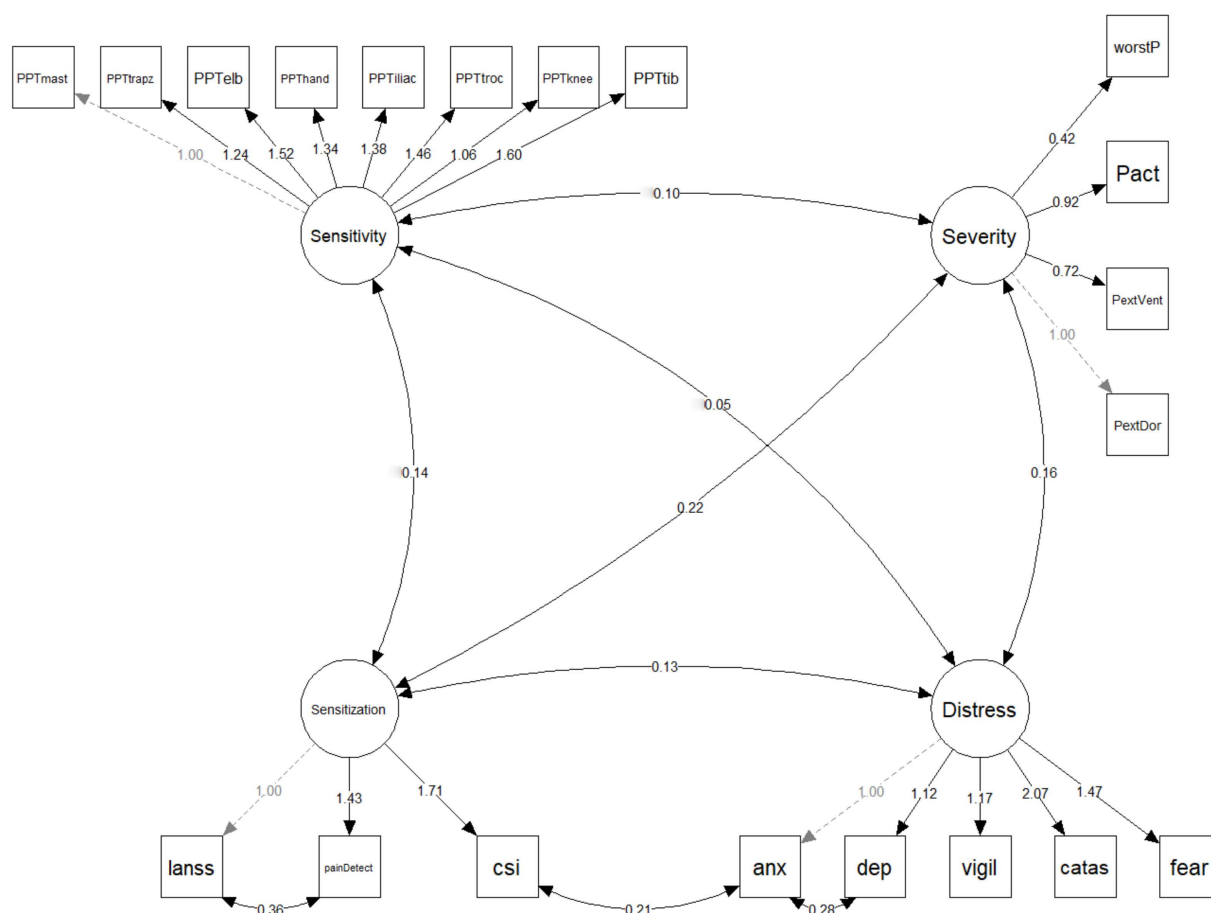 worstP
PPTmast PPTtrapz PPTelb PPThand PPTiliac PPTtroc PPTknee PPTtib
0.42
1.00 1.24 1.52 1.34 1.38 1.46 1.06 1.60
Pact
0.10
0.92
Sensitivity
Severity
0.72
PextVent
1.00
0.05
PextDor
0.14
0.16
0.22
0.13
Sensitization
Distress
1.00 1.43 1.71
1.00 1.12 1.17 2.07 1.47
lanss painDetect csi
anx dep vigil catas fear
0.36
0.21
0.28